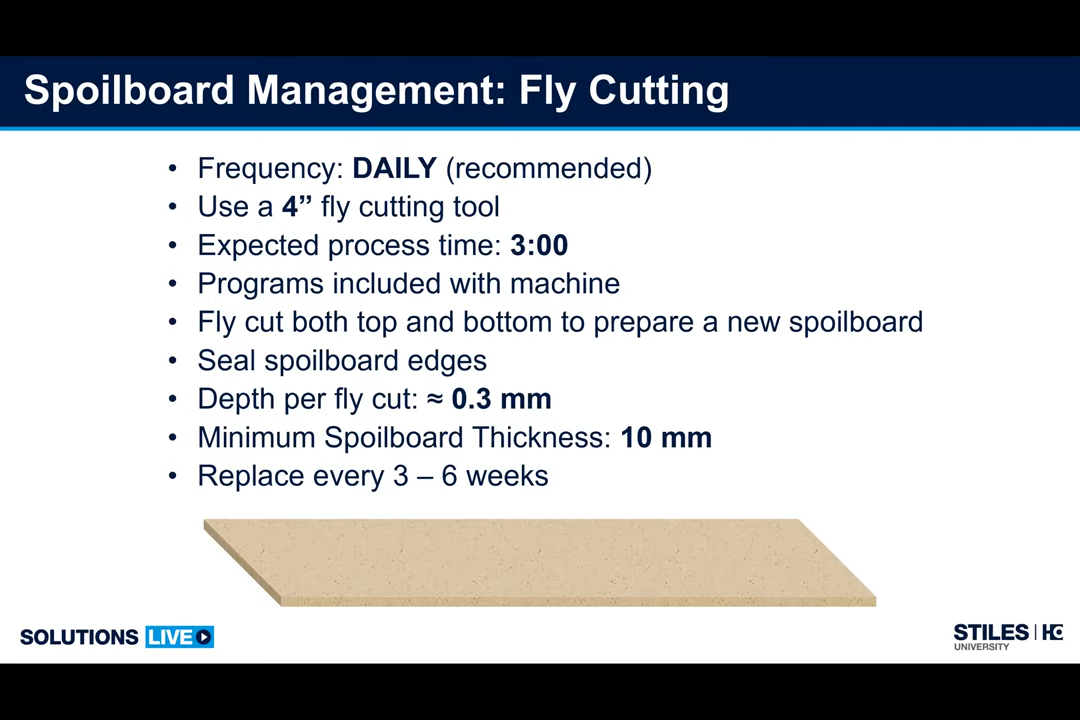 Spoilboard Management: Fly Cutting
• Frequency: DAILY (recommended)
• Use a 4” fly cutting tool
• Expected process time: 3:00
• Programs included with machine
• Fly cut both top and bottom to prepare a new spoilboard
• Seal spoilboard edges
• Depth per fly cut: ≈ 0.3 mm
• Minimum Spoilboard Thickness: 10 mm
• Replace every 3 – 6 weeks
SOLUTIONS LIVE
STILES | HC
UNIVERSITY